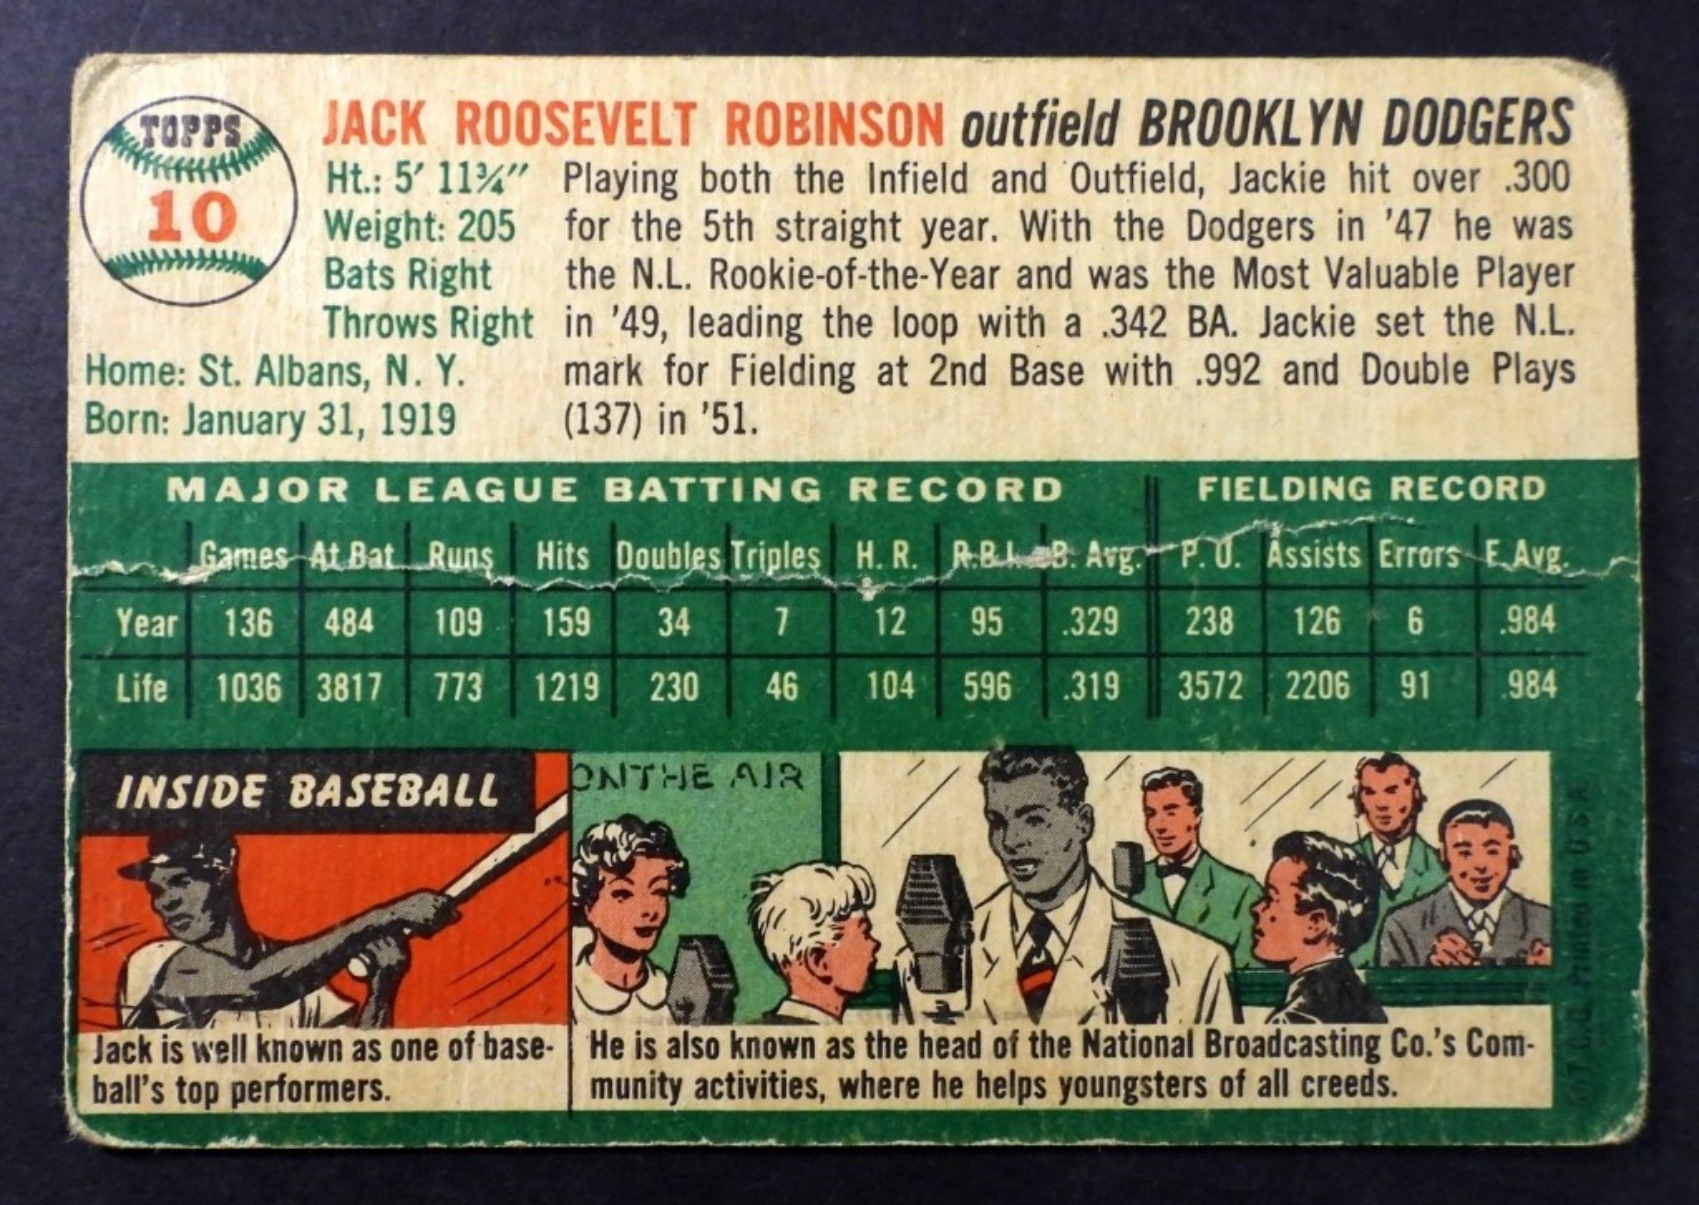 TOPPS
10
JACK ROOSEVELT ROBINSON outfield BROOKLYN DODGERS
Ht.: 5′ 11¾″
Weight: 205
Bats Right
Throws Right
Home: St. Albans, N. Y.
Born: January 31, 1919
Playing both the Infield and Outfield, Jackie hit over .300
for the 5th straight year. With the Dodgers in '47 he was
the N.L. Rookie-of-the-Year and was the Most Valuable Player
in '49, leading the loop with a .342 BA. Jackie set the N.L.
mark for Fielding at 2nd Base with .992 and Double Plays
(137) in '51.
MAJOR LEAGUE BATTING RECORD FIELDING RECORD
Games At Bat Runs Hits Doubles Triples H. R. R.B.I. B. Avg. P. O. Assists Errors F. Avg.
Year 136 484 109 159 34 7 12 95 .329 238 126 6 .984
Life 1036 3817 773 1219 230 46 104 596 .319 3572 2206 91 .984
INSIDE BASEBALL
ON THE AIR
Jack is well known as one of base-
ball's top performers.
He is also known as the head of the National Broadcasting Co.'s Com-
munity activities, where he helps youngsters of all creeds.
T.C.G. Printed in U.S.A.